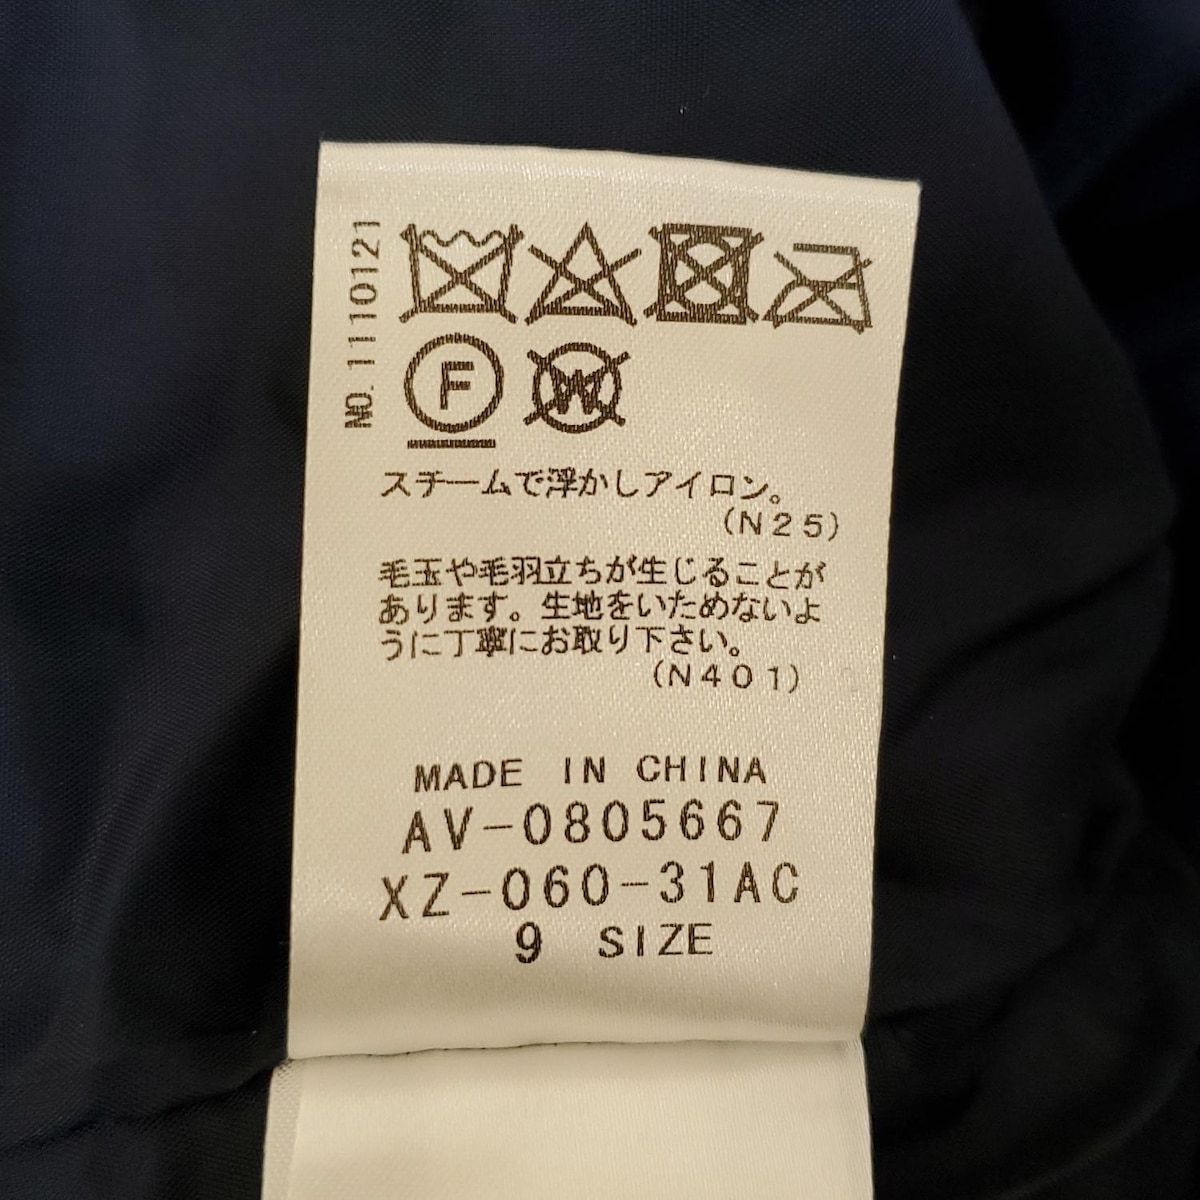 NO. 1110121
F W
スチームで浮かしアイロン。
(N25)
毛玉や毛羽立ちが生じることが
あります。生地をいためないよ
うに丁寧にお取り下さい。
(N401)
MADE IN CHINA
AV-0805667
XZ-060-31AC
9 SIZE